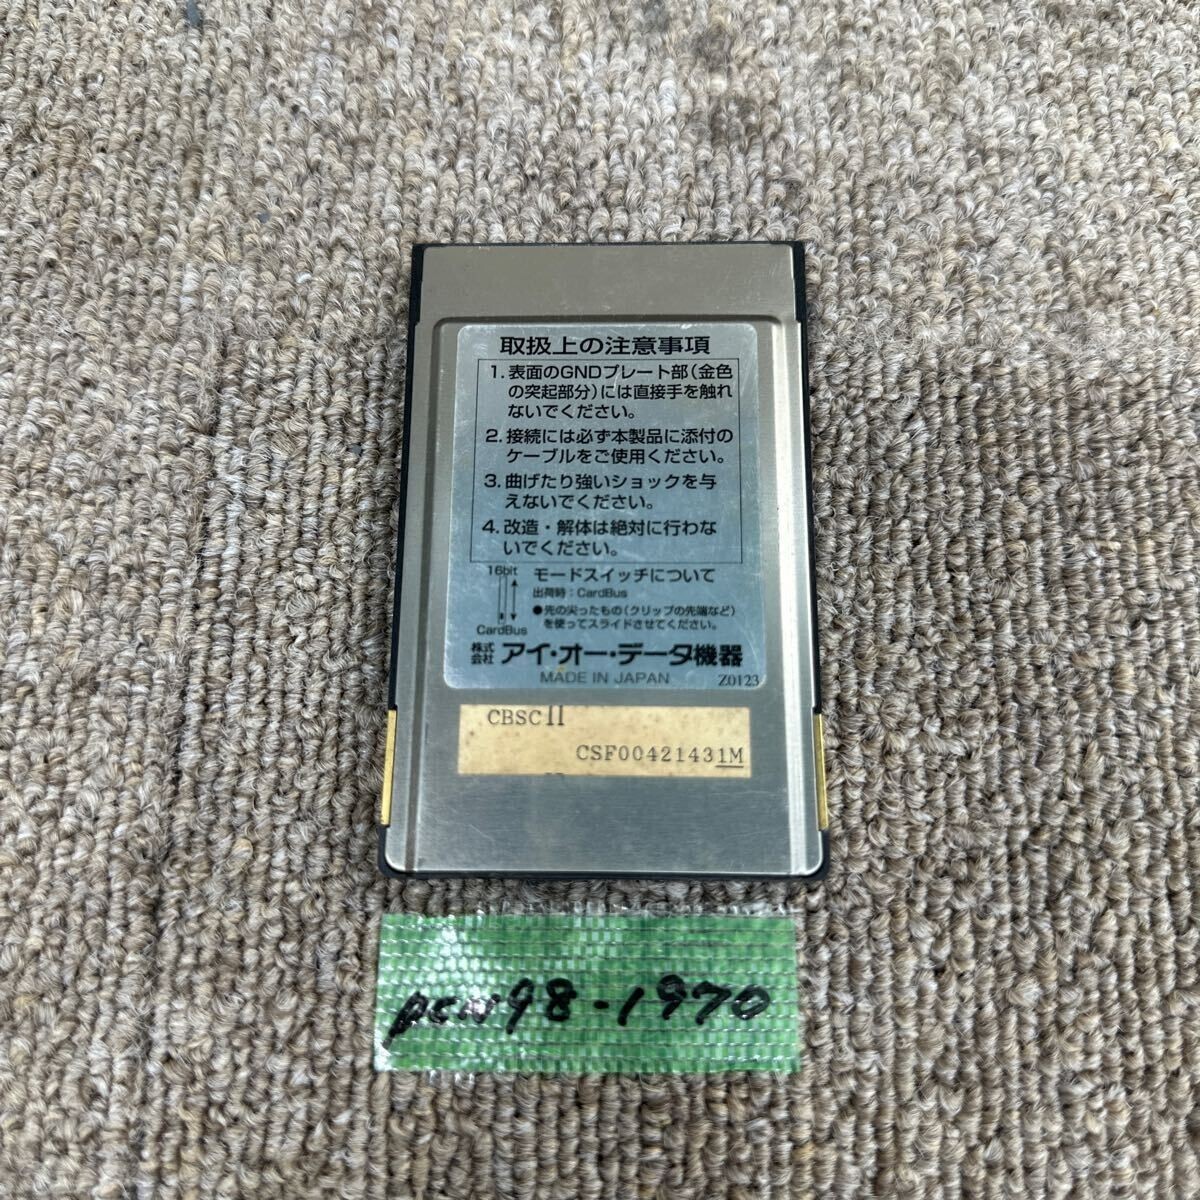 取扱上の注意事項
1. 表面のGNDプレート部(金色
の突起部分)には直接手を触れ
ないでください。
2. 接続には必ず本製品に添付の
ケーブルをご使用ください。
3. 曲げたり強いショックを与
えないでください。
4. 改造・解体は絶対に行わな
いでください。
16bit
CardBus
モードスイッチについて
出荷時：CardBus
●先の尖ったもの(クリップの先端など)
を使ってスライドさせてください。
株式会社 アイ・オー・データ機器
MADE IN JAPAN Z0123
CBSCII
CSF00421431M
pcn98-1970